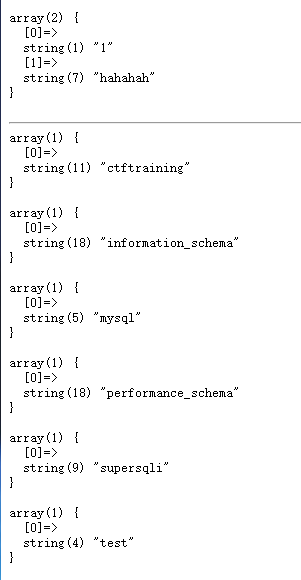 array(2) {
  [0]=>
  string(1) "1"
  [1]=>
  string(7) "hahahah"
}
array(1) {
  [0]=>
  string(11) "ctftraining"
}
array(1) {
  [0]=>
  string(18) "information_schema"
}
array(1) {
  [0]=>
  string(5) "mysql"
}
array(1) {
  [0]=>
  string(18) "performance_schema"
}
array(1) {
  [0]=>
  string(9) "supersqli"
}
array(1) {
  [0]=>
  string(4) "test"
}